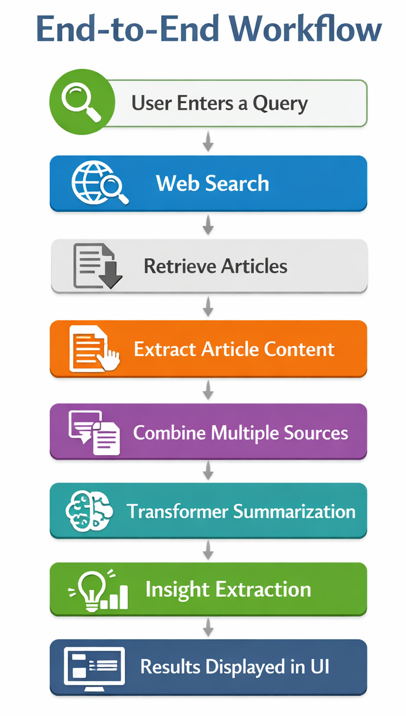 End-to-End Workflow
User Enters a Query
Web Search
Retrieve Articles
Extract Article Content
Combine Multiple Sources
Transformer Summarization
Insight Extraction
Results Displayed in UI